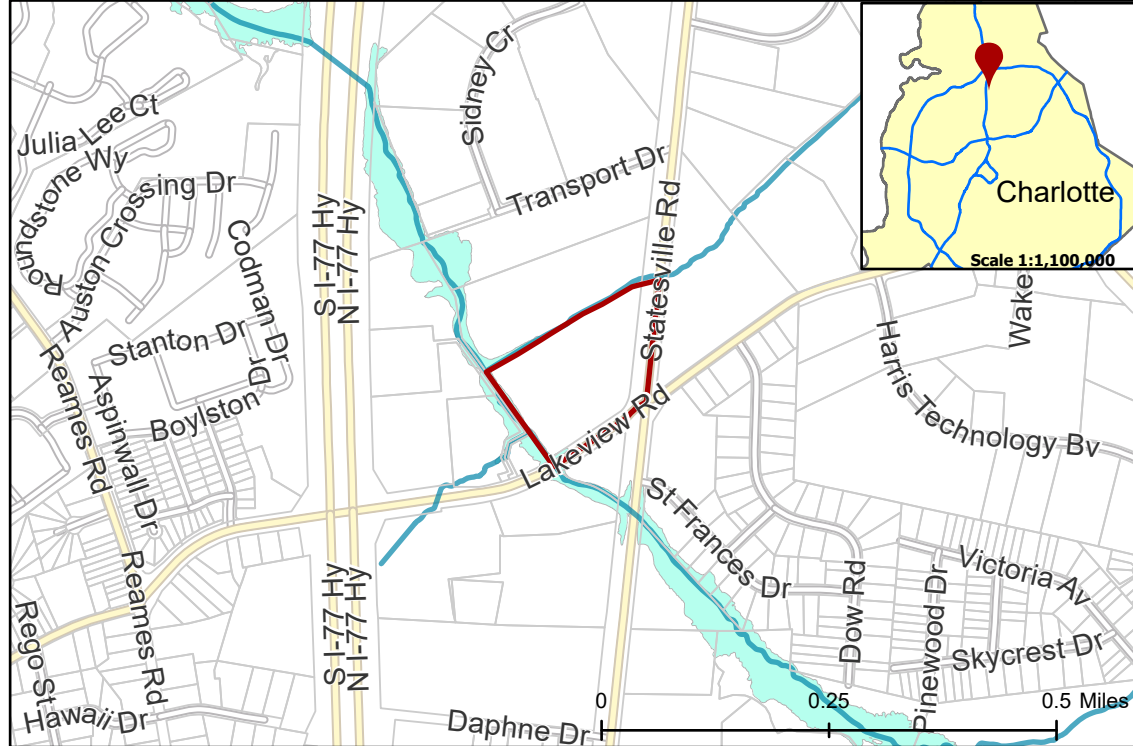 Sidney Cr
Julia Lee Ct
Roundstone Wy
Auston Crossing Dr
Transport Dr
Charlotte
Scale 1:1,100,000
S I-77 Hy
N I-77 Hy
Statesville Rd
Codman Dr
Stanton Dr
Wake
Harris Technology Bv
Reames Rd
Aspinwall Dr
Boylston Dr
Lakeview Rd
St Frances Dr
Victoria Av
Dow Rd
Pinewood Dr
Skycrest Dr
S I-77 Hy
N I-77 Hy
Reames Rd
Rego St
Hawaii Dr
Daphne Dr
0 0.25 0.5 Miles